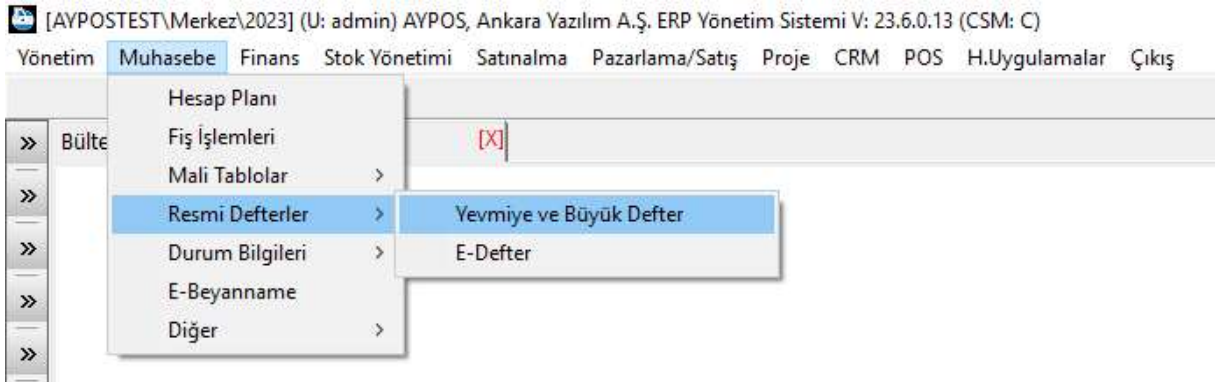 [AYPOSTEST\Merkez\2023] (U: admin) AYPOS, Ankara Yazılım A.Ş. ERP Yönetim Sistemi V: 23.6.0.13 (CSM: C)
Yönetim Muhasebe Finans Stok Yönetimi Satınalma Pazarlama/Satış Proje CRM POS H.Uygulamalar Çıkış
Hesap Planı
» Bülte Fiş İşlemleri [X]
Mali Tablolar >
»
Resmi Defterler > Yevmiye ve Büyük Defter
» Durum Bilgileri > E-Defter
E-Beyanname
»
Diğer >
»